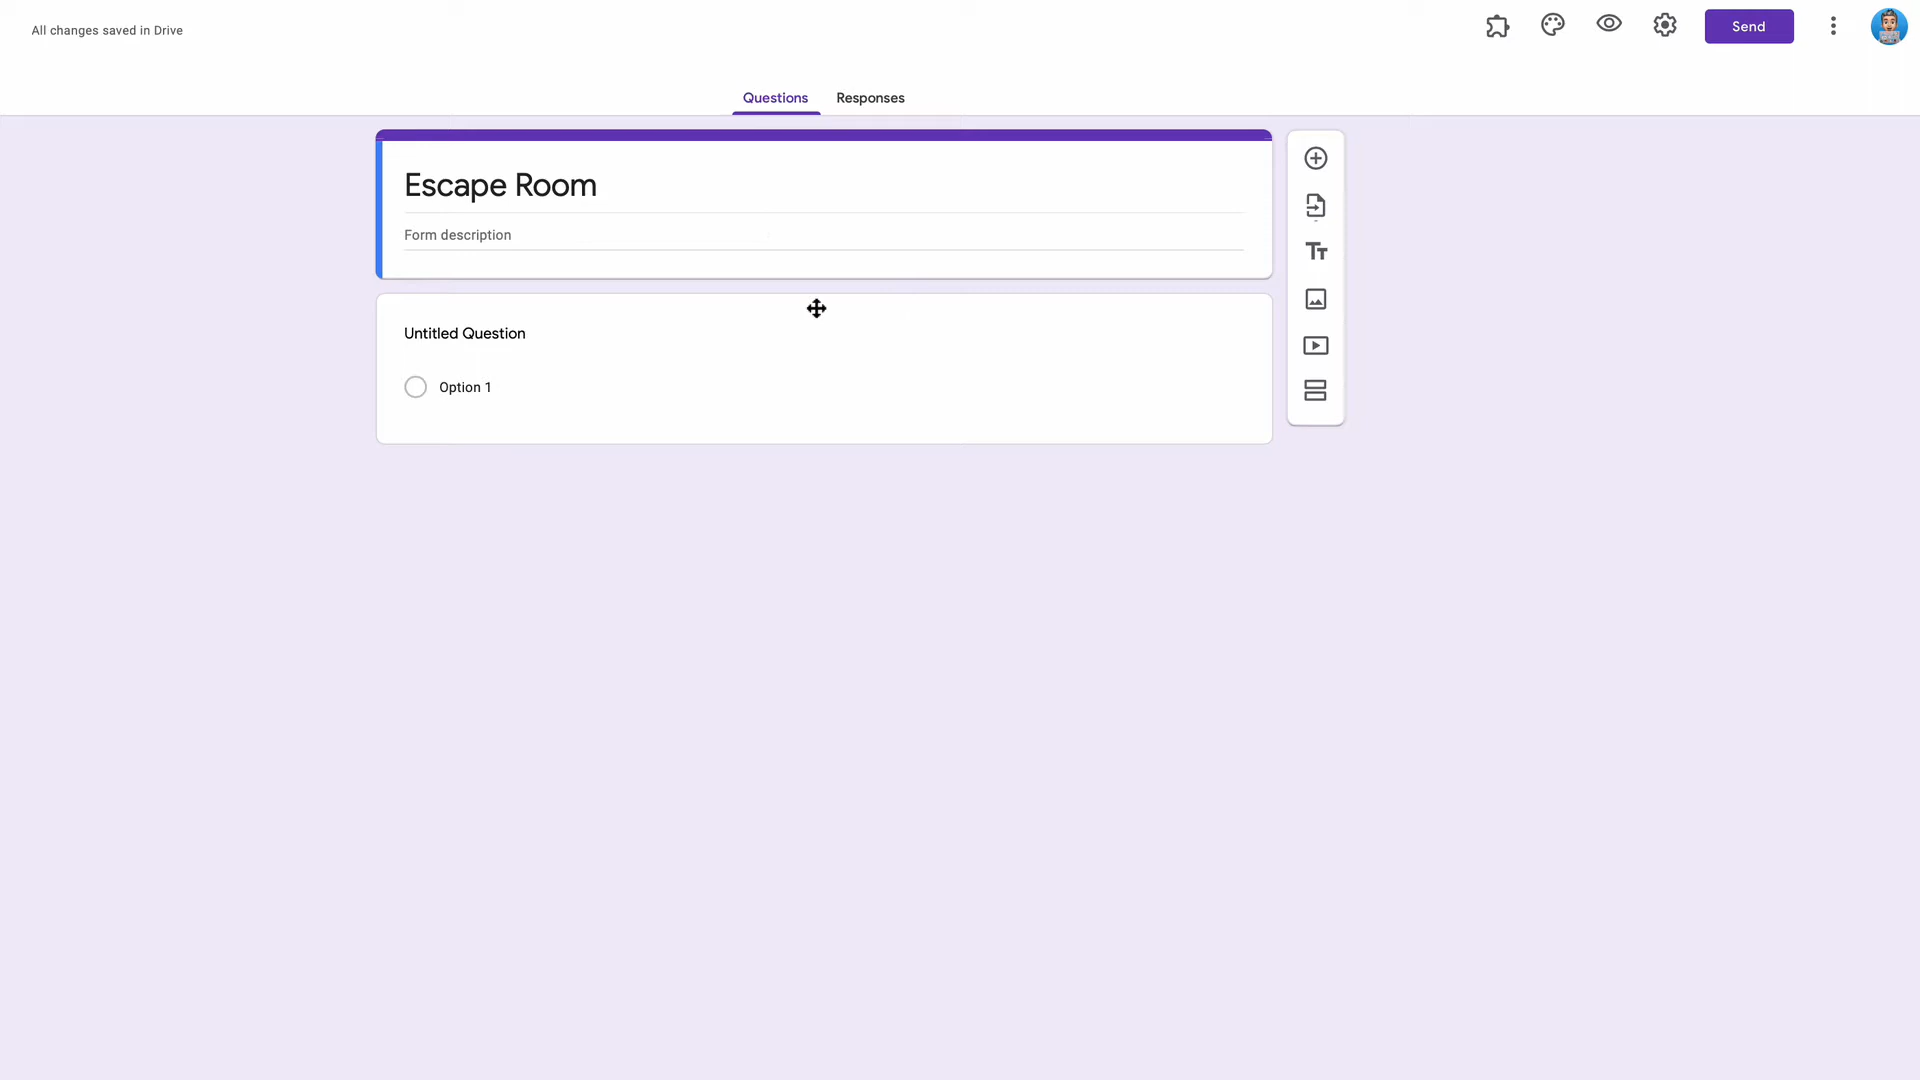 All changes saved in Drive
Send
Questions Responses
Escape Room
Form description
Untitled Question
Option 1